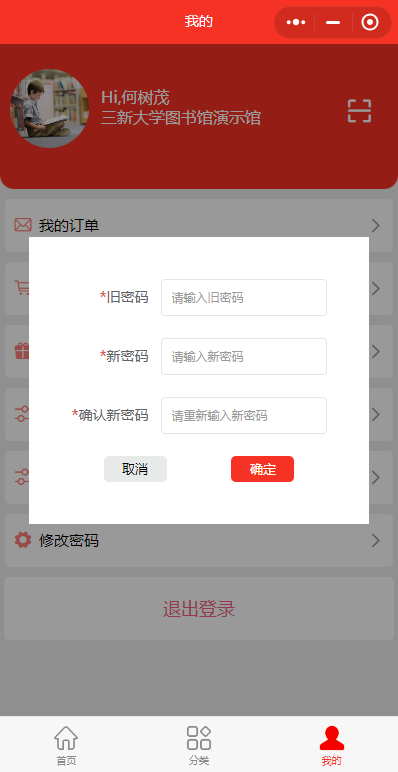 我的
Hi,何树茂
三新大学图书馆演示馆
我的订单
*旧密码
请输入旧密码
*新密码
请输入新密码
*确认新密码
请重新输入新密码
取消
确定
修改密码
退出登录
首页
分类
我的